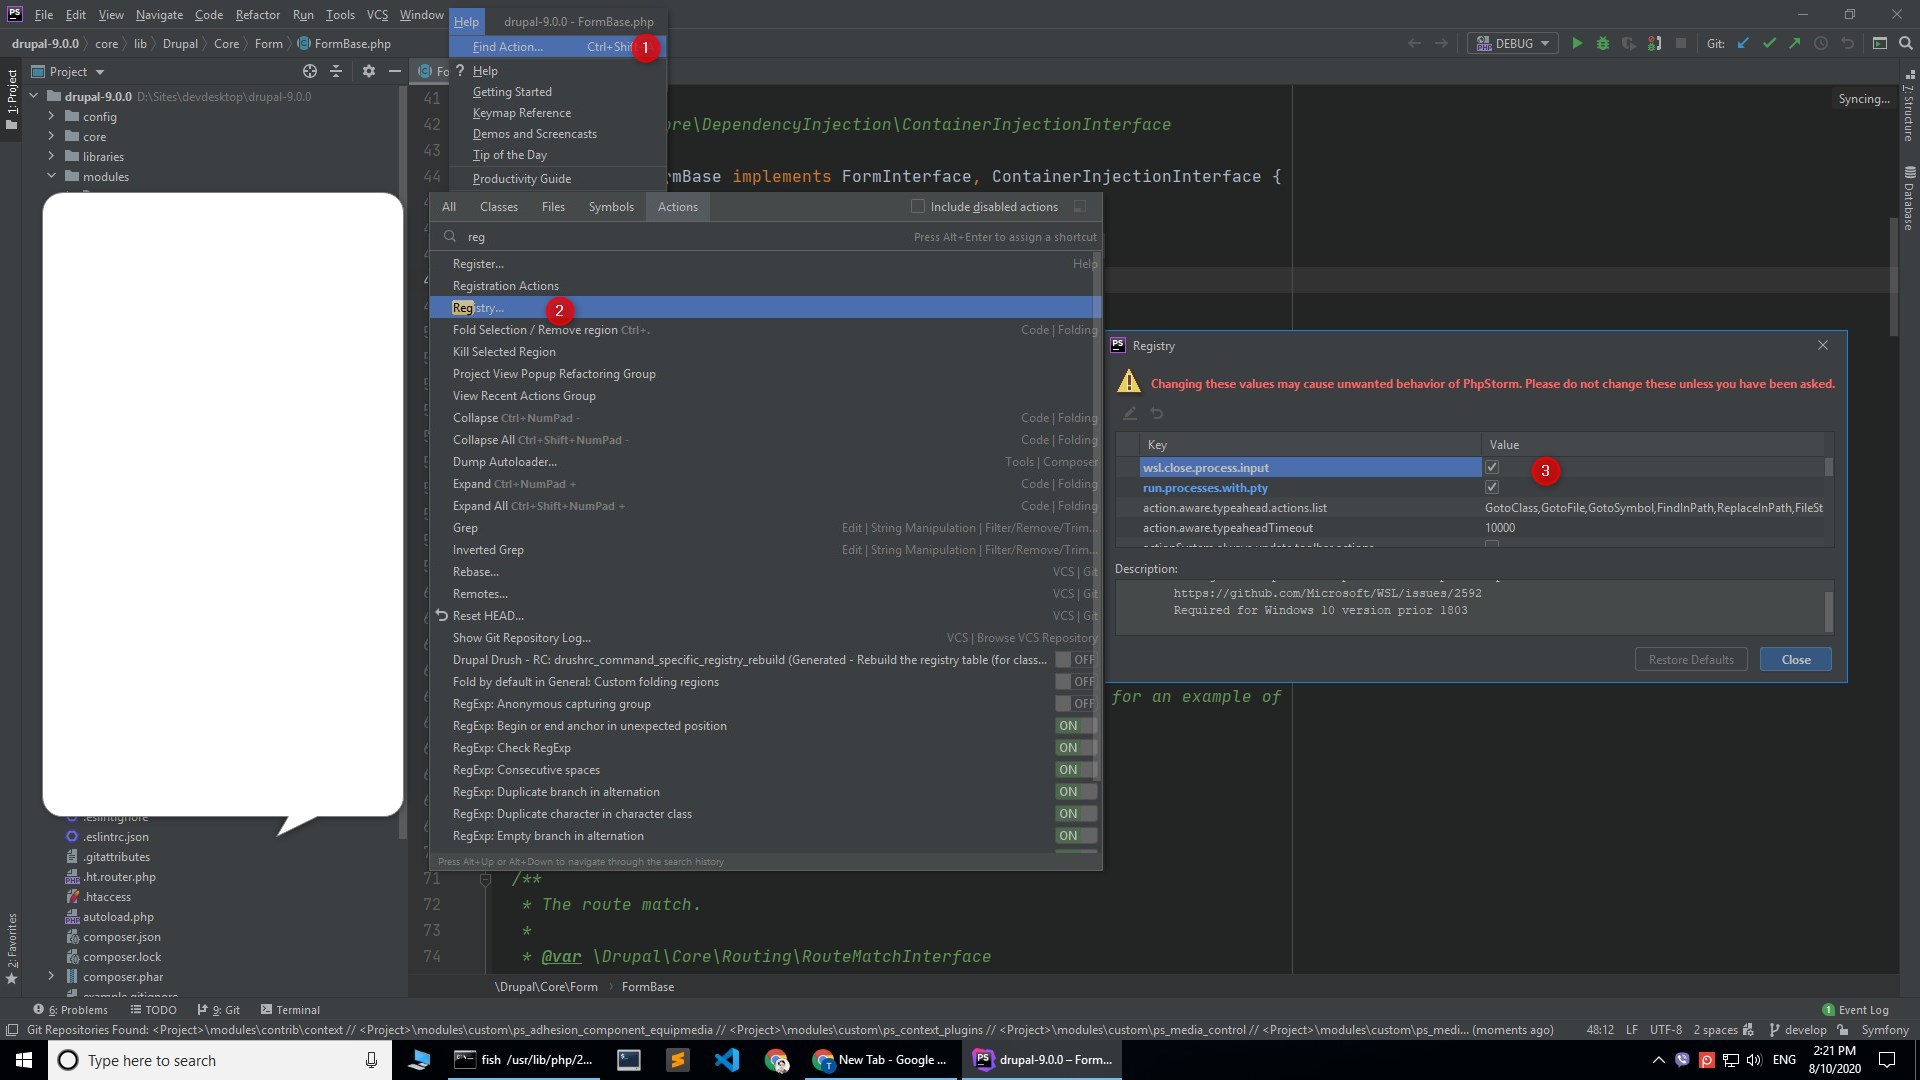 PS File Edit View Navigate Code Refactor Run Tools VCS Window Help drupal-9.0.0 - FormBase.php
drupal-9.0.0 core lib Drupal Core Form FormBase.php
DEBUG Git:
Find Action... Ctrl+Shift 1
? Help
Getting Started
Keymap Reference
Demos and Screencasts
Tip of the Day
Productivity Guide
1: Project
Project
drupal-9.0.0 D:\Sites\devdesktop\drupal-9.0.0
config
core
libraries
modules
.eslintignore
.eslintrc.json
.gitattributes
.ht.router.php
.htaccess
autoload.php
composer.json
composer.lock
composer.phar
example.gitignore
2: Favorites
7: Structure
Database
Syncing...
41
42 \DependencyInjection\ContainerInjectionInterface
43
44 implements FormInterface, ContainerInjectionInterface {
All Classes Files Symbols Actions Include disabled actions
reg Press Alt+Enter to assign a shortcut
Register... Help
Registration Actions
Registry... 2
Fold Selection / Remove region Ctrl+. Code | Folding
Kill Selected Region
Project View Popup Refactoring Group
View Recent Actions Group
Collapse Ctrl+NumPad - Code | Folding
Collapse All Ctrl+Shift+NumPad - Code | Folding
Dump Autoloader... Tools | Composer
Expand Ctrl+NumPad + Code | Folding
Expand All Ctrl+Shift+NumPad + Code | Folding
Grep Edit | String Manipulation | Filter/Remove/Trim...
Inverted Grep Edit | String Manipulation | Filter/Remove/Trim...
Rebase... VCS | Git
Remotes... VCS | Git
Reset HEAD... VCS | Git
Show Git Repository Log... VCS | Browse VCS Repository
Drupal Drush - RC: drushrc_command_specific_registry_rebuild (Generated - Rebuild the registry table (for class... OFF
Fold by default in General: Custom folding regions OFF
RegExp: Anonymous capturing group OFF
RegExp: Begin or end anchor in unexpected position ON
RegExp: Check RegExp ON
RegExp: Consecutive spaces ON
RegExp: Duplicate branch in alternation ON
RegExp: Duplicate character in character class ON
RegExp: Empty branch in alternation ON
Press Alt+Up or Alt+Down to navigate through the search history
PS Registry
Changing these values may cause unwanted behavior of PhpStorm. Please do not change these unless you have been asked.
Key Value
wsl.close.process.input 3
run.processes.with.pty
action.aware.typeahead.actions.list GotoClass,GotoFile,GotoSymbol,FindInPath,ReplaceInPath,FileSt
action.aware.typeaheadTimeout 10000
Description:
https://github.com/Microsoft/WSL/issues/2592
Required for Windows 10 version prior 1803
Restore Defaults Close
for an example of
71 /**
72 * The route match.
73 *
74 * @var \Drupal\Core\Routing\RouteMatchInterface
\Drupal\Core\Form FormBase
6: Problems TODO 9: Git Terminal 1 Event Log
Git Repositories Found: <Project>\modules\contrib\context // <Project>\modules\custom\ps_adhesion_component_equipmedia // <Project>\modules\custom\ps_context_plugins // <Project>\modules\custom\ps_media_control // <Project>\modules\custom\ps_medi... (moments ago) 48:12 LF UTF-8 2 spaces develop Symfony
Type here to search fish /usr/lib/php/2... New Tab - Google ... drupal-9.0.0 – Form... ENG 2:21 PM
8/10/2020